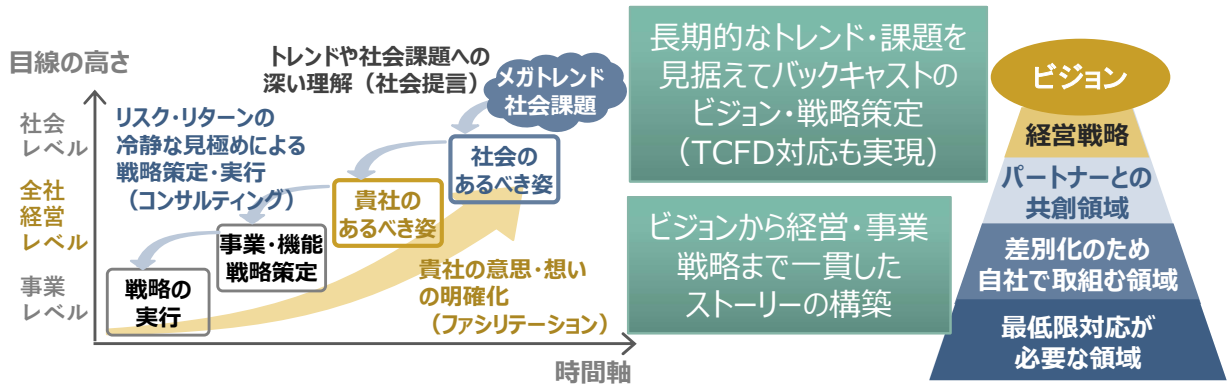 目線の高さ
社会
レベル
全社
経営
レベル
事業
レベル
トレンドや社会課題への
深い理解（社会提言）
メガトレンド
社会課題
リスク・リターンの
冷静な見極めによる
戦略策定・実行
（コンサルティング）
社会の
あるべき姿
貴社の
あるべき姿
事業・機能
戦略策定
戦略の
実行
貴社の意思・想い
の明確化
（ファシリテーション）
時間軸
長期的なトレンド・課題を
見据えてバックキャストの
ビジョン・戦略策定
（TCFD対応も実現）
ビジョンから経営・事業
戦略まで一貫した
ストーリーの構築
ビジョン
経営戦略
パートナーとの
共創領域
差別化のため
自社で取組む領域
最低限対応が
必要な領域